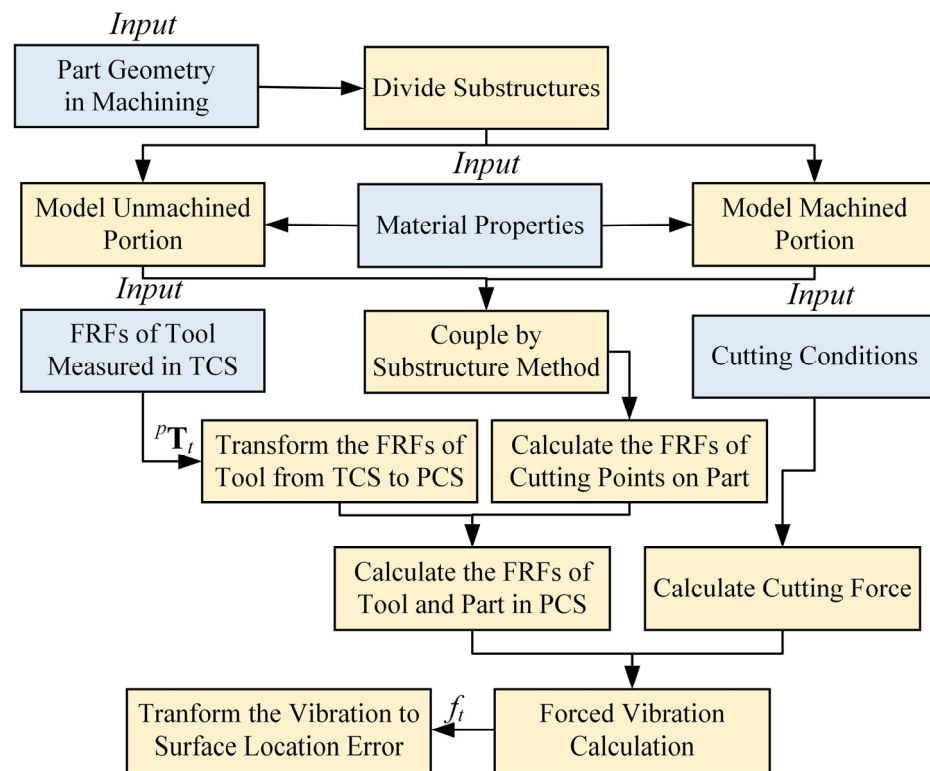 Input
Part Geometry
in Machining
Divide Substructures
Input
Model Unmachined
Portion
Material Properties
Model Machined
Portion
Input
Input
FRFs of Tool
Measured in TCS
Couple by
Substructure Method
Cutting Conditions
ᵖTₜ
Transform the FRFs of
Tool from TCS to PCS
Calculate the FRFs of
Cutting Points on Part
Calculate the FRFs of
Tool and Part in PCS
Calculate Cutting Force
Tranform the Vibration to
Surface Location Error
fₜ
Forced Vibration
Calculation